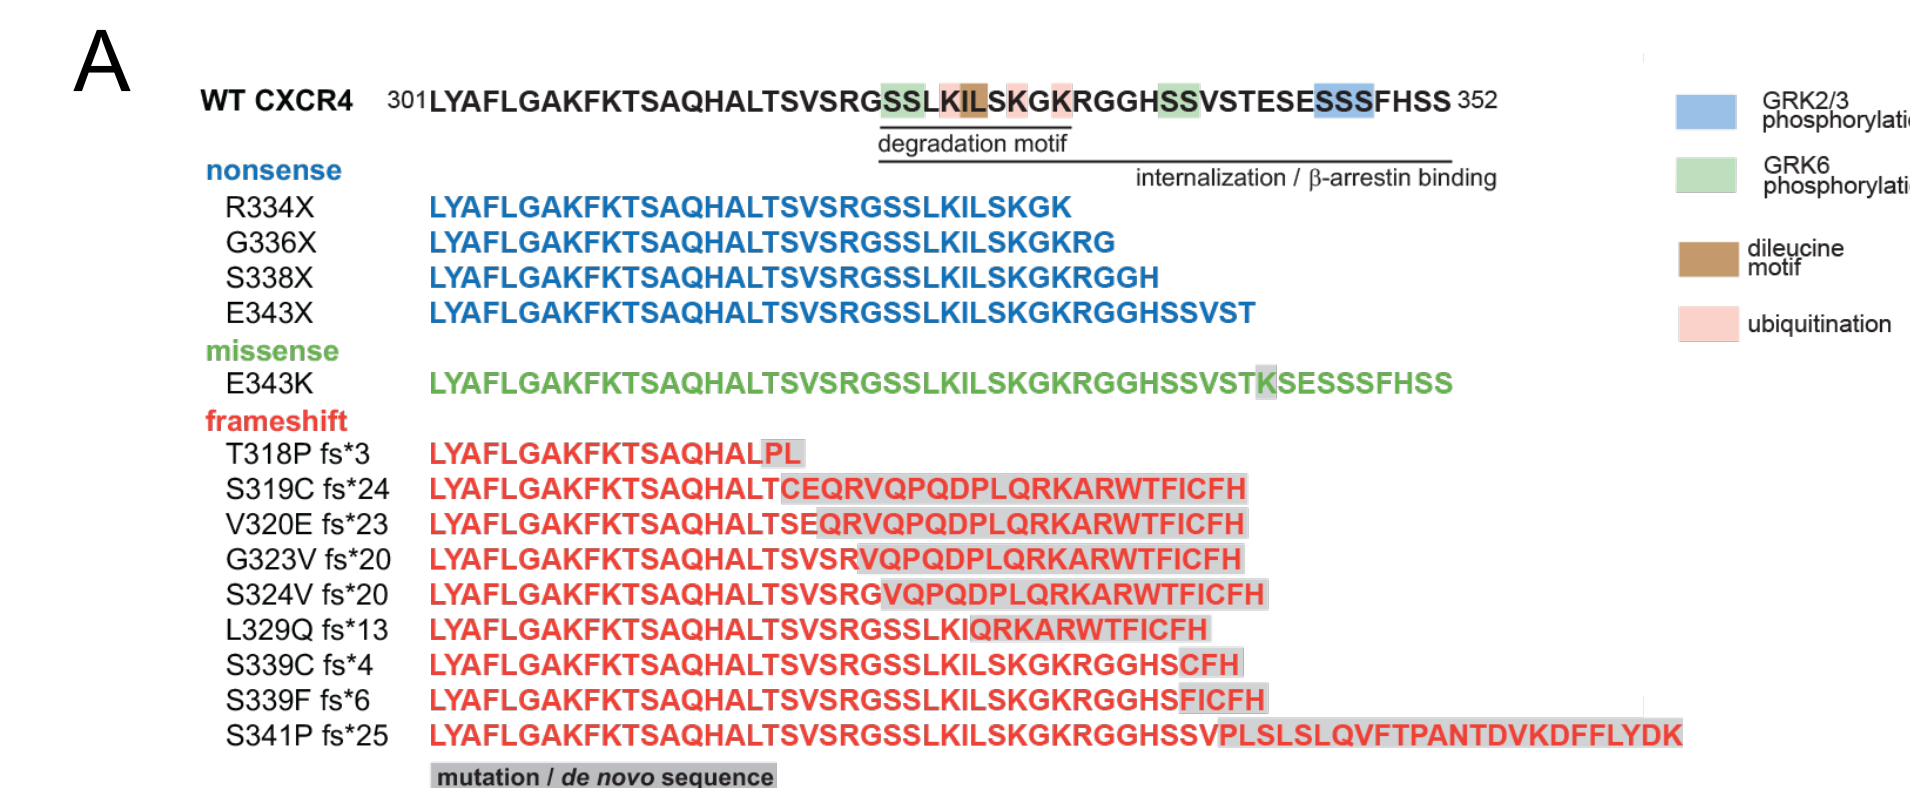 A
WT CXCR4 301 LYAFLGAKFKTSAQHALTSVSRGSSLKILSKGKRGGHSSVSTESESSSFHSS 352
degradation motif
internalization / β-arrestin binding
nonsense
R334X LYAFLGAKFKTSAQHALTSVSRGSSLKILSKGK
G336X LYAFLGAKFKTSAQHALTSVSRGSSLKILSKGKRG
S338X LYAFLGAKFKTSAQHALTSVSRGSSLKILSKGKRGGH
E343X LYAFLGAKFKTSAQHALTSVSRGSSLKILSKGKRGGHSSVST
missense
E343K LYAFLGAKFKTSAQHALTSVSRGSSLKILSKGKRGGHSSVSTKSESSSFHSS
frameshift
T318P fs*3 LYAFLGAKFKTSAQHALPL
S319C fs*24 LYAFLGAKFKTSAQHALTCEQRVQPQDPLQRKARWTFICFH
V320E fs*23 LYAFLGAKFKTSAQHALTSEQRVQPQDPLQRKARWTFICFH
G323V fs*20 LYAFLGAKFKTSAQHALTSVSRVQPQDPLQRKARWTFICFH
S324V fs*20 LYAFLGAKFKTSAQHALTSVSRGVQPQDPLQRKARWTFICFH
L329Q fs*13 LYAFLGAKFKTSAQHALTSVSRGSSLKIQRKARWTFICFH
S339C fs*4 LYAFLGAKFKTSAQHALTSVSRGSSLKILSKGKRGGHSCFH
S339F fs*6 LYAFLGAKFKTSAQHALTSVSRGSSLKILSKGKRGGHSFICFH
S341P fs*25 LYAFLGAKFKTSAQHALTSVSRGSSLKILSKGKRGGHSSVPLSLSLQVFTPANTDVKDFFLYDK
mutation / de novo sequence
GRK2/3
phosphorylati
GRK6
phosphorylati
dileucine
motif
ubiquitination